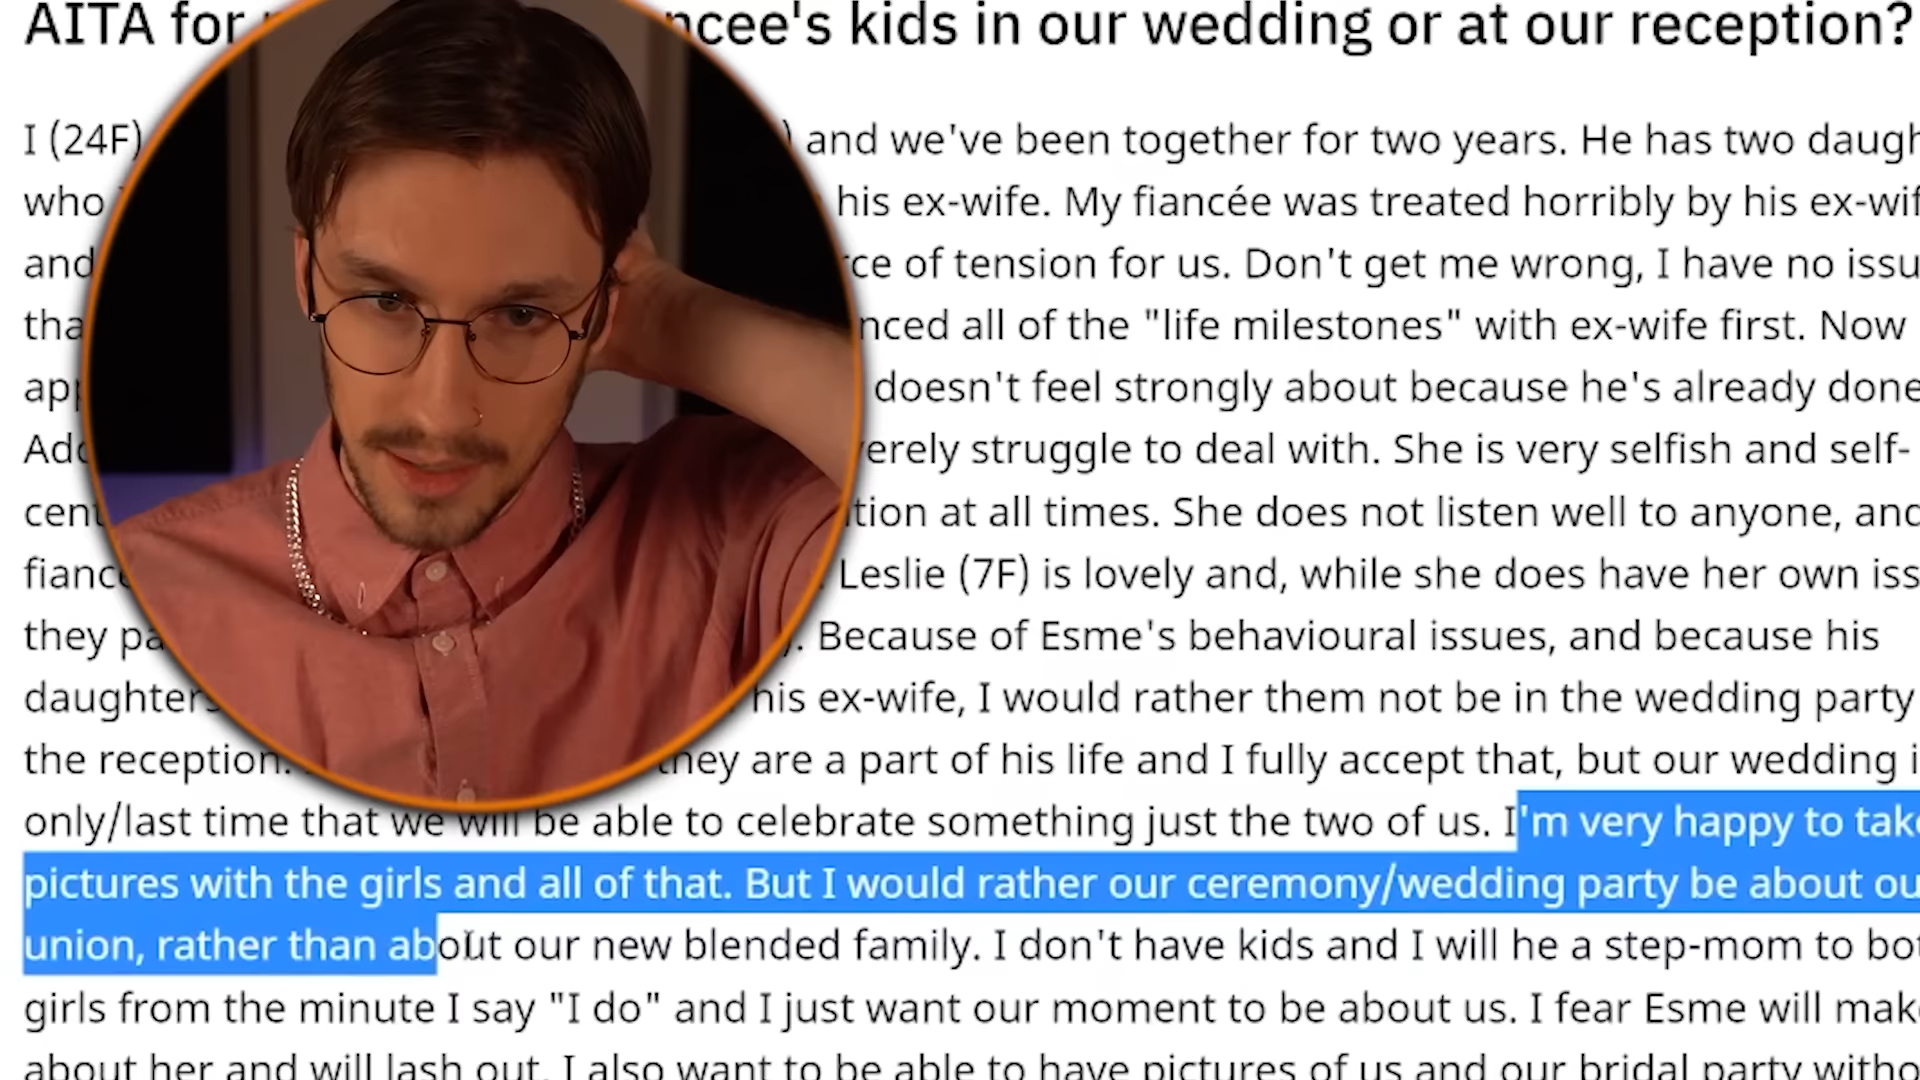 AITA for ncee's kids in our wedding or at our reception?
I (24F) and we've been together for two years. He has two daugh
who his ex-wife. My fiancée was treated horribly by his ex-wif
and rce of tension for us. Don't get me wrong, I have no issu
tha nced all of the "life milestones" with ex-wife first. Now
app doesn't feel strongly about because he's already done
Add verely struggle to deal with. She is very selfish and self-
cent tion at all times. She does not listen well to anyone, and
fiance Leslie (7F) is lovely and, while she does have her own iss
they pa ). Because of Esme's behavioural issues, and because his
daughters his ex-wife, I would rather them not be in the wedding party
the reception. they are a part of his life and I fully accept that, but our wedding i
only/last time that we will be able to celebrate something just the two of us. I'm very happy to take
pictures with the girls and all of that. But I would rather our ceremony/wedding party be about ou
union, rather than about our new blended family. I don't have kids and I will he a step-mom to bot
girls from the minute I say "I do" and I just want our moment to be about us. I fear Esme will make
about her and will lash out. I also want to be able to have pictures of us and our bridal party witho